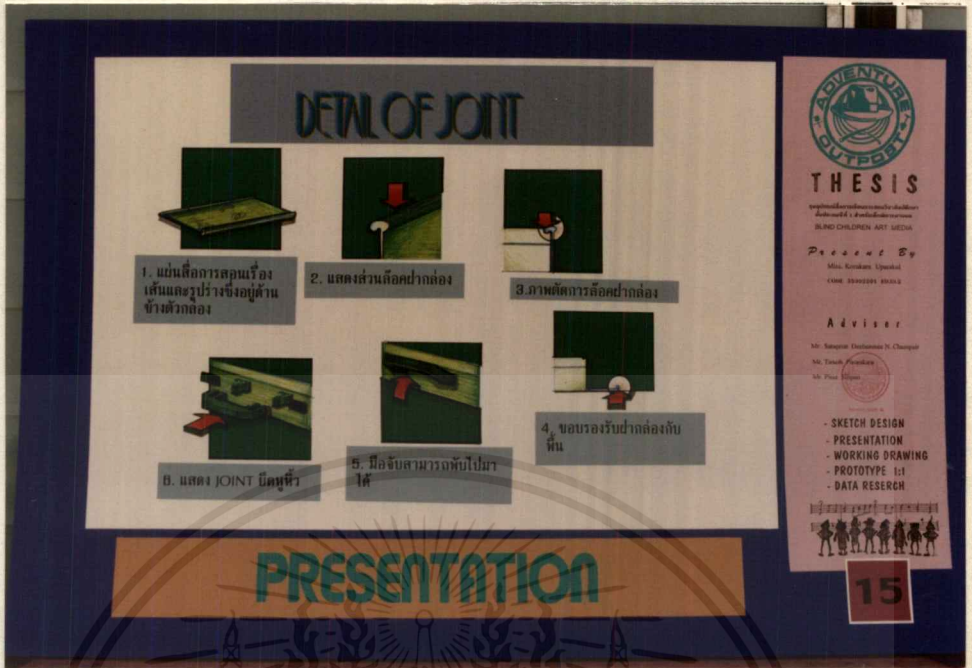 DETAIL OF JOINT
1. แผ่นสื่อการสอนเรื่อง
เส้นและรูปร่างซึ่งอยู่ด้าน
ข้างตัวกล่อง
2. แสดงส่วนล๊อคฝากล่อง
3.ภาพตัดการล๊อคฝากล่อง
6. แสดง JOINT ยึดหูหิ้ว
5. มือจับสามารถพับไปมา
ได้
4. ขอบรองรับฝากล่องกับ
พื้น
PRESENTATION
ADVENTURE
OUTPOST
THESIS
BLIND CHILDREN ART MEDIA
Present By
Miss.
CODE
Adviser
Mr.
Mr.
Mr.
- SKETCH DESIGN
- PRESENTATION
- WORKING DRAWING
- PROTOTYPE 1:1
- DATA RESERCH
15